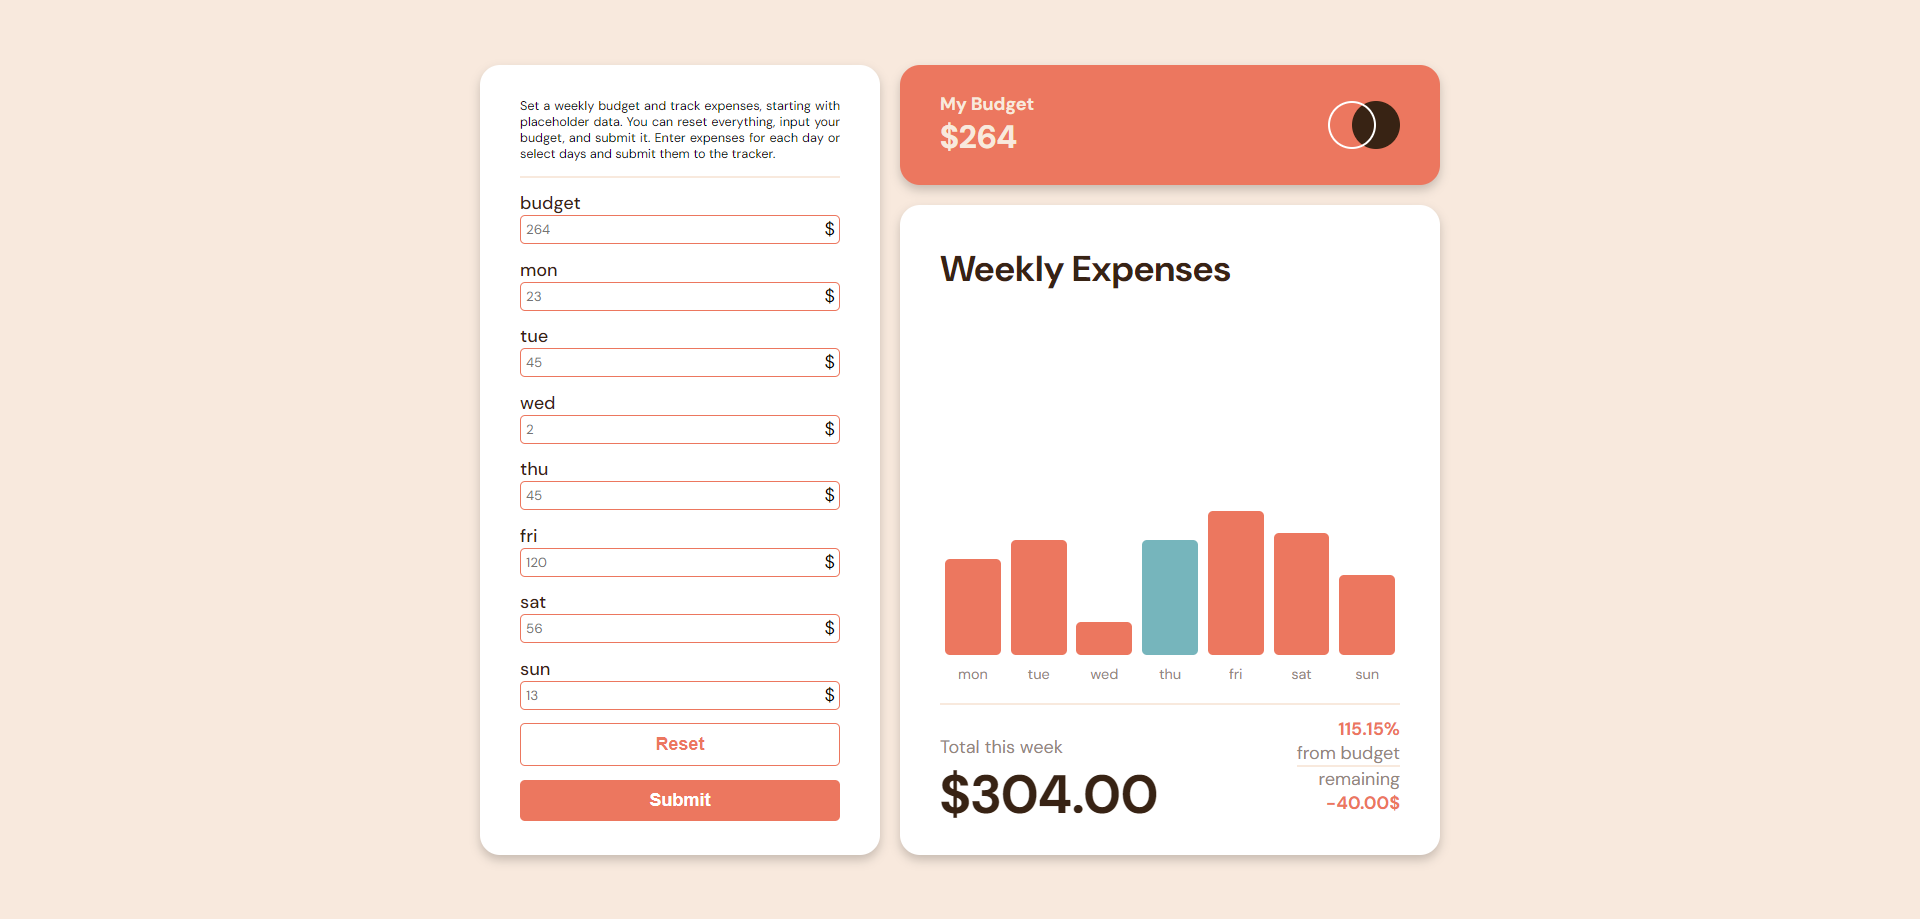 Set a weekly budget and track expenses, starting with
placeholder data. You can reset everything, input your
budget, and submit it. Enter expenses for each day or
select days and submit them to the tracker.
budget
264 $
mon
23 $
tue
45 $
wed
2 $
thu
45 $
fri
120 $
sat
56 $
sun
13 $
Reset
Submit
My Budget
$264
Weekly Expenses
mon tue wed thu fri sat sun
Total this week
$304.00
115.15%
from budget
remaining
-40.00$